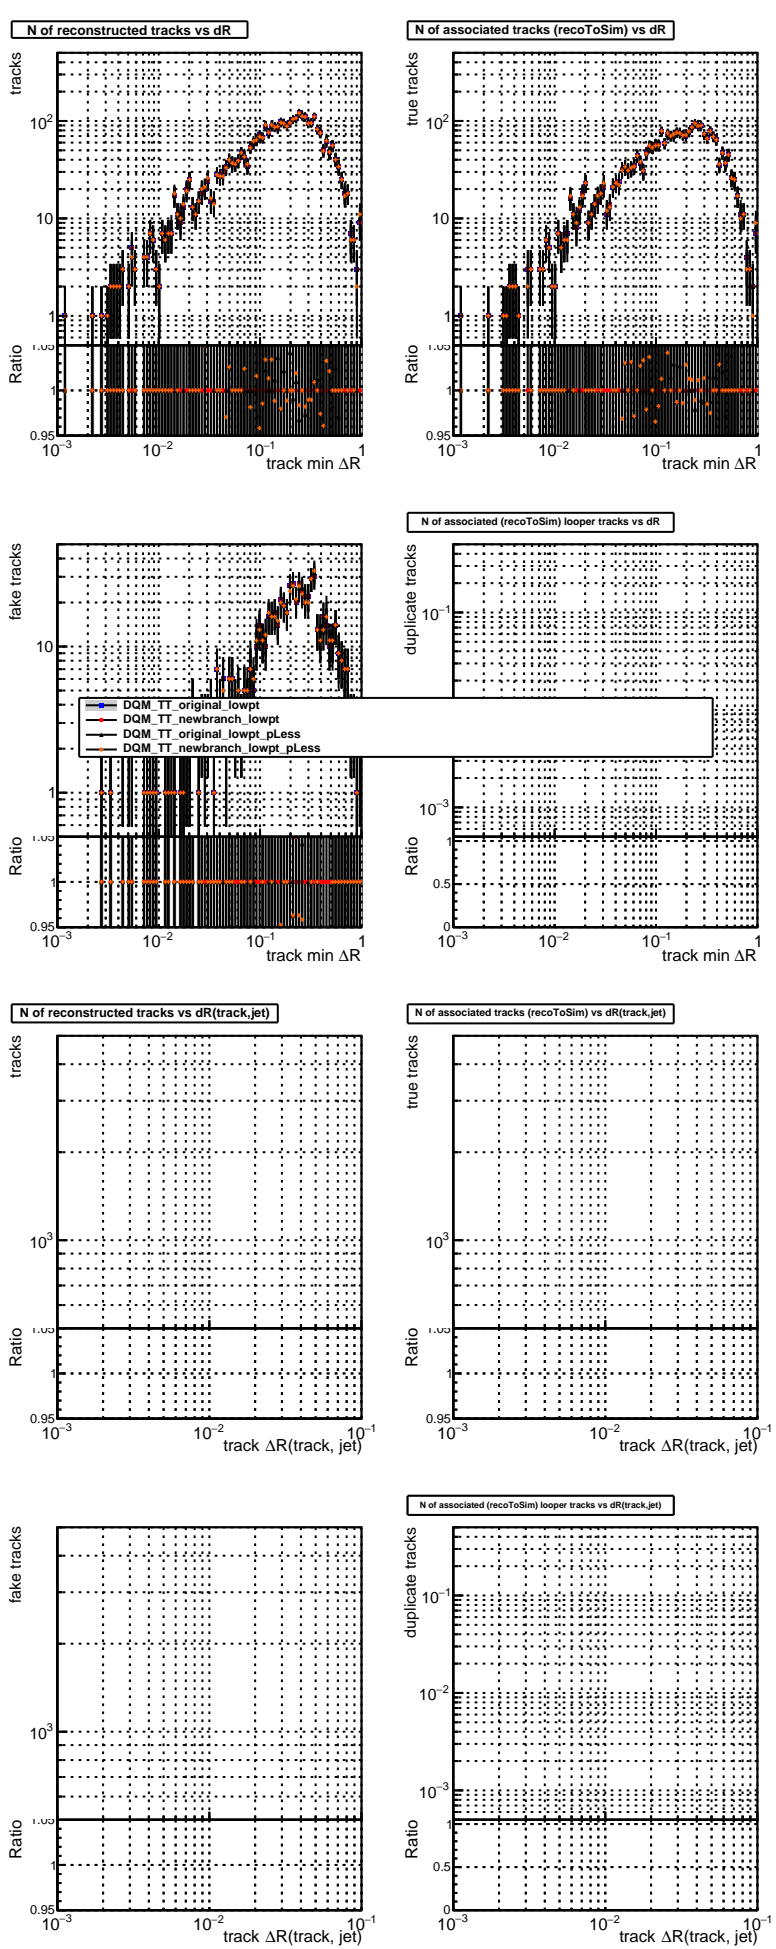 N of reconstructed tracks vs dR
tracks
10²
10
1
1.05
Ratio
1
0.95
10⁻³
10⁻²
10⁻¹
1
track min ΔR
N of associated tracks (recoToSim) vs dR
true tracks
10²
10
1
1.05
Ratio
1
0.95
10⁻³
10⁻²
10⁻¹
1
track min ΔR
fake tracks
10
1
1.05
Ratio
1
0.95
10⁻³
10⁻²
10⁻¹
1
track min ΔR
N of associated (recoToSim) looper tracks vs dR
duplicate tracks
10⁻¹
10⁻³
1
Ratio
0.5
0
10⁻³
10⁻²
10⁻¹
1
track min ΔR
DQM_TT_original_lowpt
DQM_TT_newbranch_lowpt
DQM_TT_original_lowpt_pLess
DQM_TT_newbranch_lowpt_pLess
N of reconstructed tracks vs dR(track,jet)
tracks
10³
1.05
Ratio
1
0.95
10⁻³
10⁻²
10⁻¹
track ΔR(track, jet)
N of associated tracks (recoToSim) vs dR(track,jet)
true tracks
10³
1.05
Ratio
1
0.95
10⁻³
10⁻²
10⁻¹
track ΔR(track, jet)
fake tracks
10³
1.05
Ratio
1
0.95
10⁻³
10⁻²
10⁻¹
track ΔR(track, jet)
N of associated (recoToSim) looper tracks vs dR(track,jet)
duplicate tracks
10⁻¹
10⁻²
10⁻³
1
Ratio
0.5
0
10⁻³
10⁻²
10⁻¹
track ΔR(track, jet)